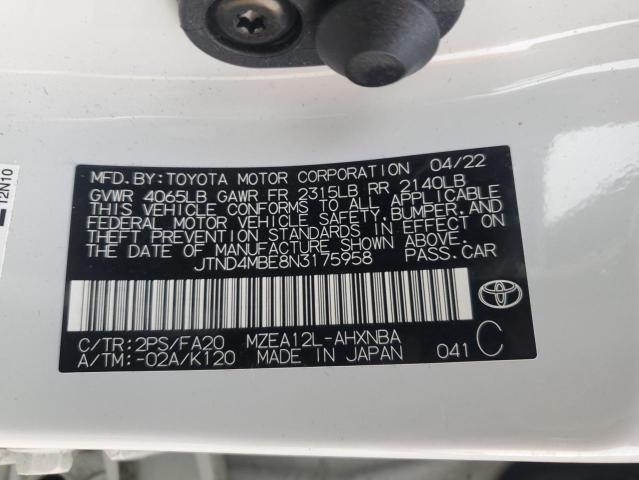 MFD.BY:TOYOTA MOTOR CORPORATION 04/22
GVWR 4065LB GAWR FR 2315LB RR 2140LB
THIS VEHICLE CONFORMS TO ALL APPLICABLE
FEDERAL MOTOR VEHICLE SAFETY, BUMPER, AND
THEFT PREVENTION STANDARDS IN EFFECT ON
THE DATE OF MANUFACTURE SHOWN ABOVE.
JTND4MBE8N3175958 PASS.CAR
C/TR:2PS/FA20 MZEA12L-AHXNBA
A/TM:-02A/K120 MADE IN JAPAN 041 C
12N10